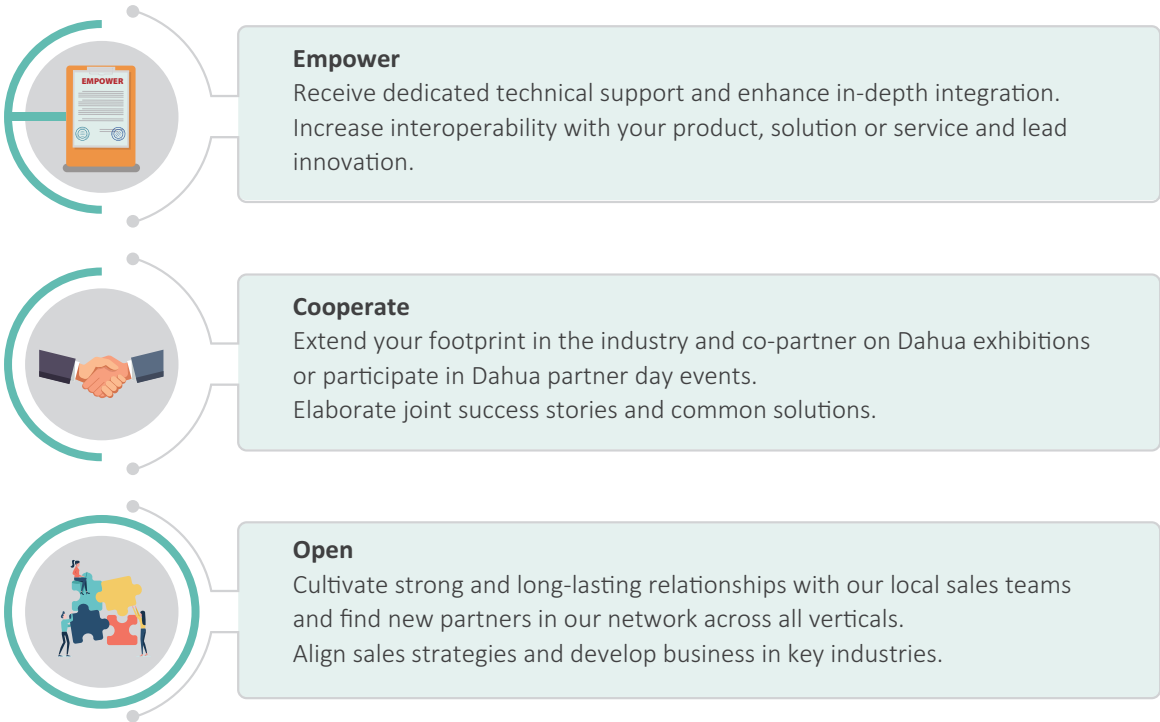 EMPOWER
Empower
Receive dedicated technical support and enhance in-depth integration.
Increase interoperability with your product, solution or service and lead
innovation.
Cooperate
Extend your footprint in the industry and co-partner on Dahua exhibitions
or participate in Dahua partner day events.
Elaborate joint success stories and common solutions.
Open
Cultivate strong and long-lasting relationships with our local sales teams
and find new partners in our network across all verticals.
Align sales strategies and develop business in key industries.